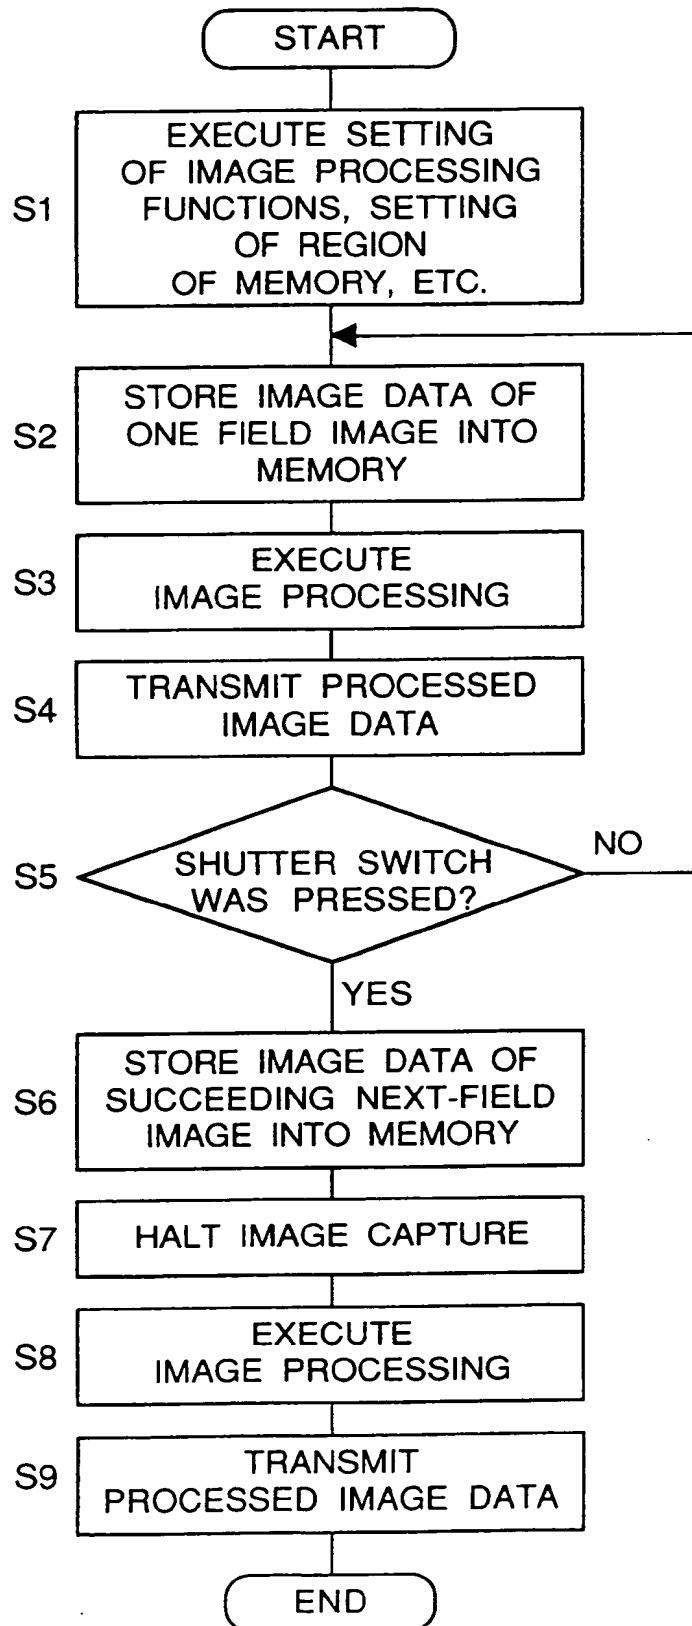 START
S1
EXECUTE SETTING
OF IMAGE PROCESSING
FUNCTIONS, SETTING
OF REGION
OF MEMORY, ETC.
S2
STORE IMAGE DATA OF
ONE FIELD IMAGE INTO
MEMORY
S3
EXECUTE
IMAGE PROCESSING
S4
TRANSMIT PROCESSED
IMAGE DATA
S5
SHUTTER SWITCH
WAS PRESSED?
NO
YES
S6
STORE IMAGE DATA OF
SUCCEEDING NEXT-FIELD
IMAGE INTO MEMORY
S7
HALT IMAGE CAPTURE
S8
EXECUTE
IMAGE PROCESSING
S9
TRANSMIT
PROCESSED IMAGE DATA
END